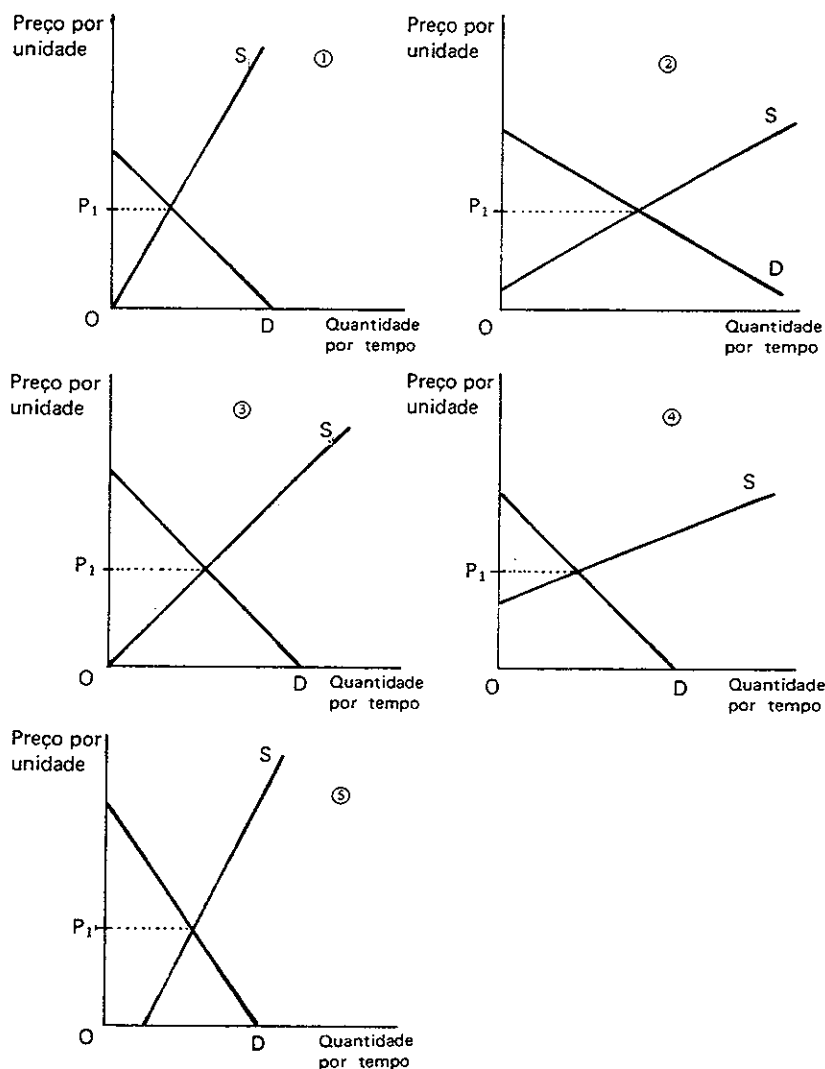 Preço por
unidade
S
①
P₁
O
D
Quantidade
por tempo
Preço por
unidade
②
S
P₁
D
O
Quantidade
por tempo
Preço por
unidade
③
S
P₁
O
D
Quantidade
por tempo
Preço por
unidade
④
S
P₁
O
D
Quantidade
por tempo
Preço por
unidade
S
⑤
P₁
O
D
Quantidade
por tempo